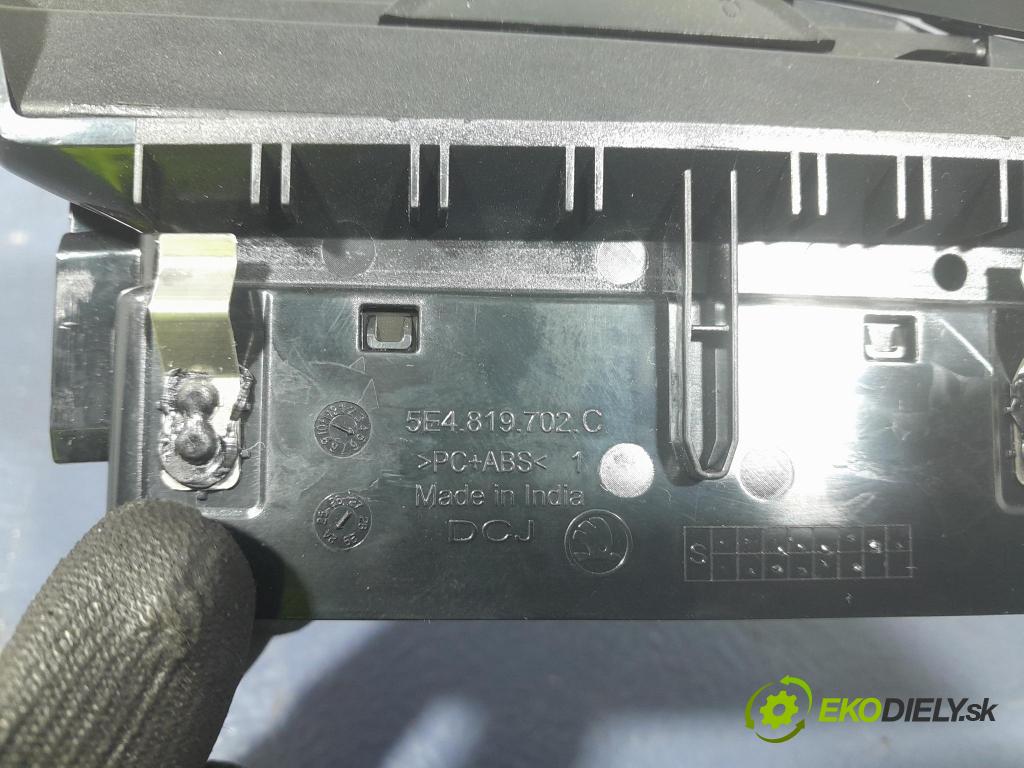 5E4.819.702.C
>PC+ABS< 1
Made in India
DCJ
S
EKODIELY.sk